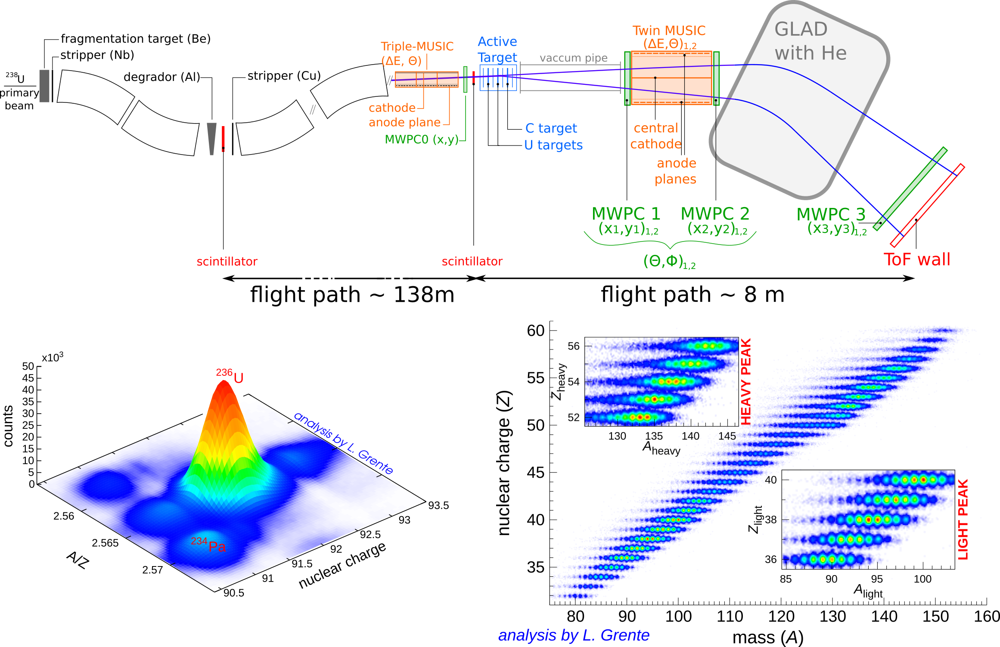 fragmentation target (Be)
stripper (Nb)
238U
primary
beam
degrador (Al)
stripper (Cu)
Triple-MUSIC
(ΔE, Θ)
cathode
anode plane
MWPC0 (x,y)
Active
Target
vaccum pipe
C target
U targets
Twin MUSIC
(ΔE,Θ)1,2
central
cathode
anode
planes
GLAD
with He
MWPC 1
(x1,y1)1,2
MWPC 2
(x2,y2)1,2
(Θ,Φ)1,2
MWPC 3
(x3,y3)1,2
ToF wall
scintillator
scintillator
flight path ~ 138m
flight path ~ 8 m
x103
50
45
40
35
30
25
20
15
10
5
0
counts
236U
234Pa
analysis by L. Grente
2.56
2.565
2.57
A/Z
90.5
91
91.5
92
92.5
93
93.5
nuclear charge
60
55
50
45
40
35
nuclear charge (Z)
56
54
52
Zheavy
130
135
140
145
Aheavy
HEAVY PEAK
40
38
36
Zlight
85
90
95
100
Alight
LIGHT PEAK
80
90
100
110
120
130
140
150
160
mass (A)
analysis by L. Grente